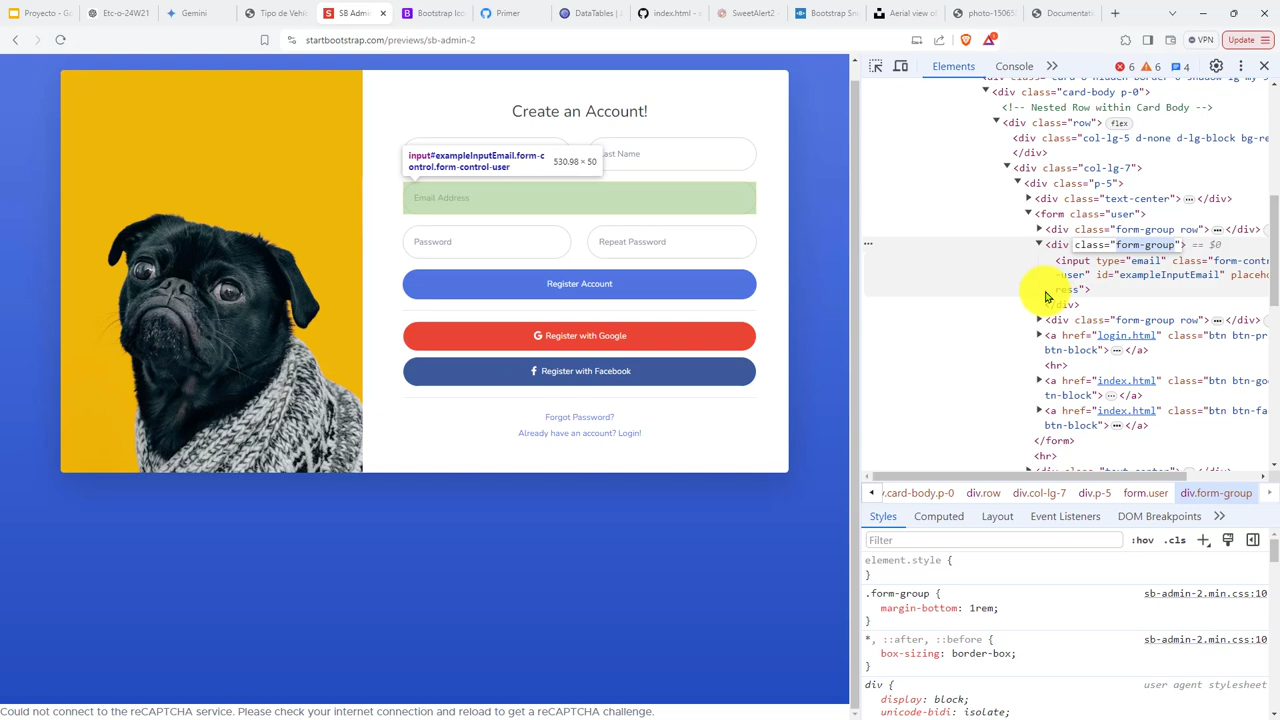 Proyecto - G
Etc-o-24W21
Gemini
Tipo de Vehíc
SB Admin
Bootstrap Ico
Primer
DataTables |
index.html - s
SweetAlert2 -
Bootstrap Sni
Aerial view of
photo-150653
Documentati
startbootstrap.com/previews/sb-admin-2
VPN
Update
Create an Account!
Last Name
input#exampleInputEmail.form-c
ontrol.form-control-user
530.98 × 50
Email Address
Password
Repeat Password
Register Account
Register with Google
Register with Facebook
Forgot Password?
Already have an account? Login!
Could not connect to the reCAPTCHA service. Please check your internet connection and reload to get a reCAPTCHA challenge.
Elements
Console
6
6
4
<div class="card-body p-0">
<!-- Nested Row within Card Body -->
<div class="row"> flex
<div class="col-lg-5 d-none d-lg-block bg-re
</div>
<div class="col-lg-7">
<div class="p-5">
<div class="text-center"> </div>
<form class="user">
<div class="form-group row"> </div>
<div class="form-group"> == $0
<input type="email" class="form-contr
-user" id="exampleInputEmail" placeho
ress">
</div>
<div class="form-group row"> </div>
<a href="login.html" class="btn btn-pr
btn-block"> </a>
<hr>
<a href="index.html" class="btn btn-go
tn-block"> </a>
<a href="index.html" class="btn btn-fa
btn-block"> </a>
</form>
<hr>
.card-body.p-0
div.row
div.col-lg-7
div.p-5
form.user
div.form-group
Styles
Computed
Layout
Event Listeners
DOM Breakpoints
Filter
:hov .cls
element.style {
}
.form-group {
sb-admin-2.min.css:10
margin-bottom: 1rem;
}
*, ::after, ::before {
sb-admin-2.min.css:10
box-sizing: border-box;
}
div {
user agent stylesheet
display: block;
unicode-bidi: isolate;